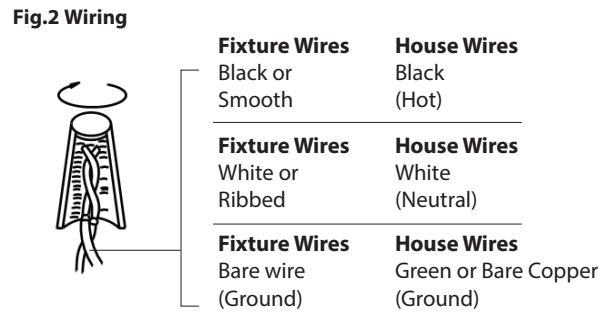 Fig.2 Wiring
Fixture Wires House Wires
Black or Black
Smooth (Hot)
Fixture Wires House Wires
White or White
Ribbed (Neutral)
Fixture Wires House Wires
Bare wire Green or Bare Copper
(Ground) (Ground)